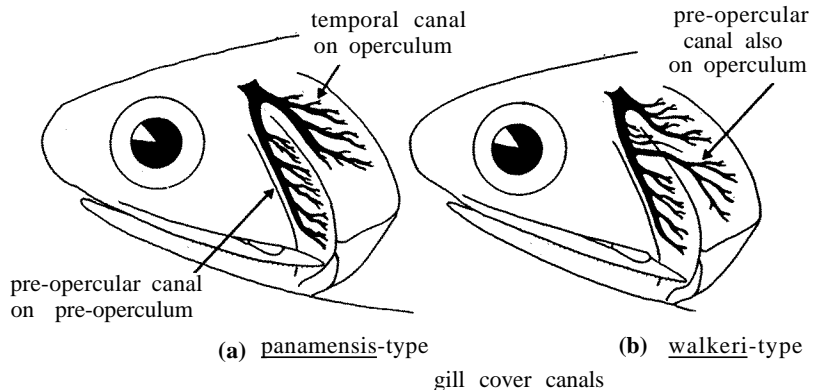 temporal canal
on operculum
pre-opercular
canal also
on operculum
pre-opercular canal
on pre-operculum
(a) panamensis-type
(b) walkeri-type
gill cover canals